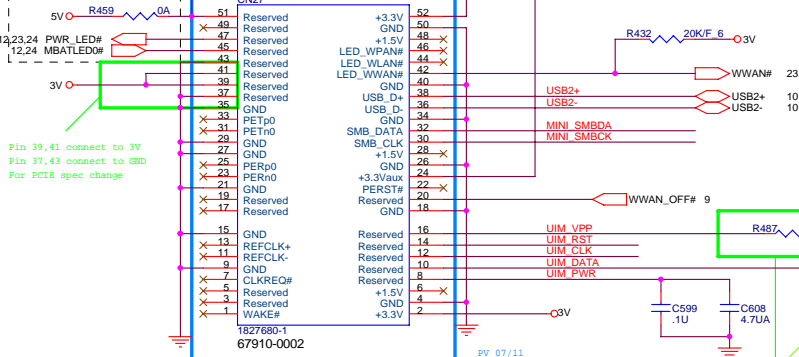 CN27
5V R459 0A 51 Reserved +3.3V 52
49 Reserved GND 50
12,23,24 PWR_LED# 47 Reserved +1.5V 48 R432 20K/F_6 3V
12,24 MBATLED0# 45 Reserved LED_WPAN# 46
43 Reserved LED_WLAN# 44
41 Reserved LED_WWAN# 42 WWAN# 23
3V 39 Reserved GND 40
37 Reserved USB_D+ 38 USB2+ USB2+ 10
35 GND USB_D- 36 USB2- USB2- 10
33 PETp0 GND 34
31 PETn0 SMB_DATA 32 MINI_SMBDA
29 GND SMB_CLK 30 MINI_SMBCK
27 GND +1.5V 28
25 PERp0 GND 26
23 PERn0 +3.3Vaux 24
21 GND PERST# 22
19 Reserved Reserved 20 WWAN_OFF# 9
17 Reserved GND 18
Pin 39,41 connect to 3V
Pin 37,43 connect to GND
For PCIE spec change
15 GND Reserved 16 UIM_VPP R487
13 REFCLK+ Reserved 14 UIM_RST
11 REFCLK- Reserved 12 UIM_CLK
9 GND Reserved 10 UIM_DATA
7 CLKREQ# Reserved 8 UIM_PWR
5 Reserved +1.5V 6
3 Reserved GND 4
1 WAKE# +3.3V 2 3V
C599
.1U
C608
4.7UA
1827680-1
67910-0002
PV 07/11